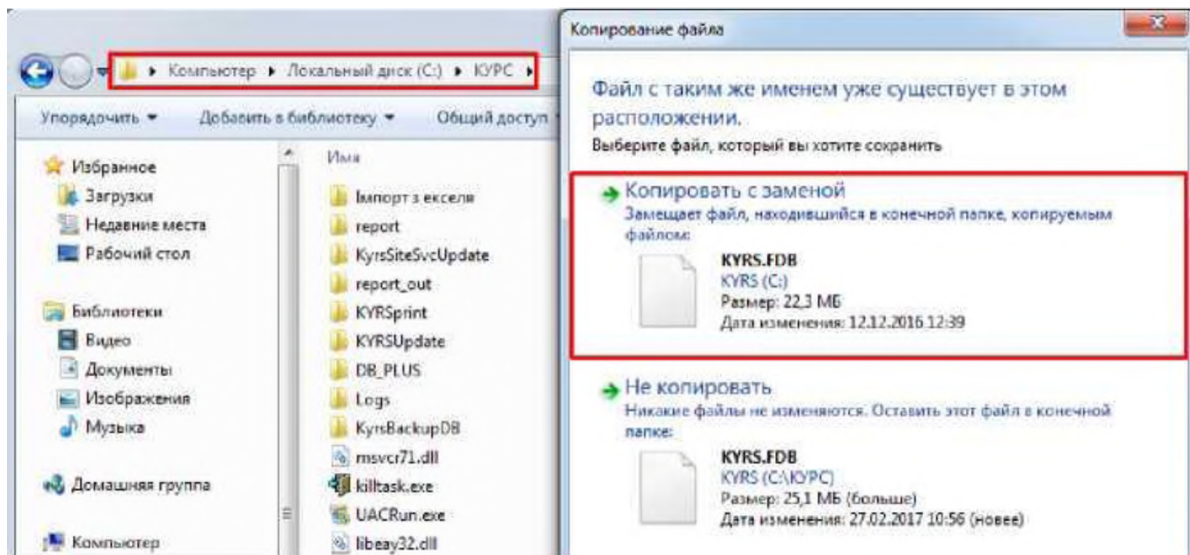 Компьютер ▸ Локальный диск (C:) ▸ КУРС ▸
Упорядочить Добавить в библиотеку Общий доступ
Избранное
Загрузки
Недавние места
Рабочий стол
Библиотеки
Видео
Документы
Изображения
Музыка
Домашняя группа
Компьютер
Имя
Імпорт з екселя
report
KyrsSiteSvcUpdate
report_out
KYRSprint
KYRSUpdate
DB_PLUS
Logs
KyrsBackupDB
msvcr71.dll
killtask.exe
UACRun.exe
libeay32.dll
Копирование файла
Файл с таким же именем уже существует в этом
расположении.
Выберите файл, который вы хотите сохранить
Копировать с заменой
Замещает файл, находившийся в конечной папке, копируемым
файлом:
KYRS.FDB
KYRS (C:)
Размер: 22,3 МБ
Дата изменения: 12.12.2016 12:39
Не копировать
Никакие файлы не изменяются. Оставить этот файл в конечной
папке:
KYRS.FDB
KYRS (C:\КУРС)
Размер: 25,1 МБ (больше)
Дата изменения: 27.02.2017 10:56 (новее)